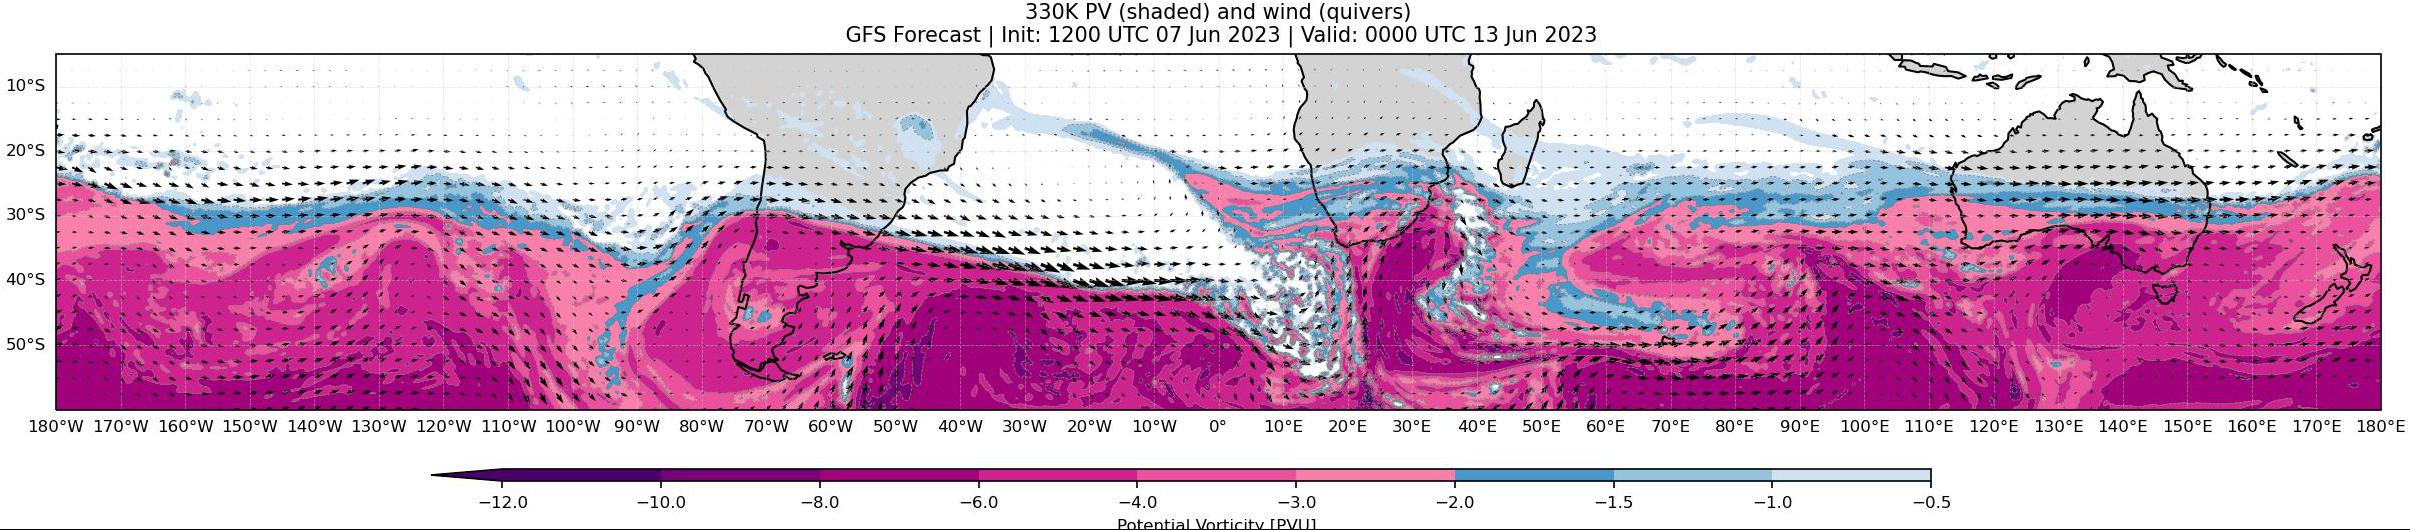 330K PV (shaded) and wind (quivers)
GFS Forecast | Init: 1200 UTC 07 Jun 2023 | Valid: 0000 UTC 13 Jun 2023
10°S
20°S
30°S
40°S
50°S
180°W 170°W 160°W 150°W 140°W 130°W 120°W 110°W 100°W 90°W 80°W 70°W 60°W 50°W 40°W 30°W 20°W 10°W 0° 10°E 20°E 30°E 40°E 50°E 60°E 70°E 80°E 90°E 100°E 110°E 120°E 130°E 140°E 150°E 160°E 170°E 180°E
−12.0 −10.0 −8.0 −6.0 −4.0 −3.0 −2.0 −1.5 −1.0 −0.5
Potential Vorticity [PVU]